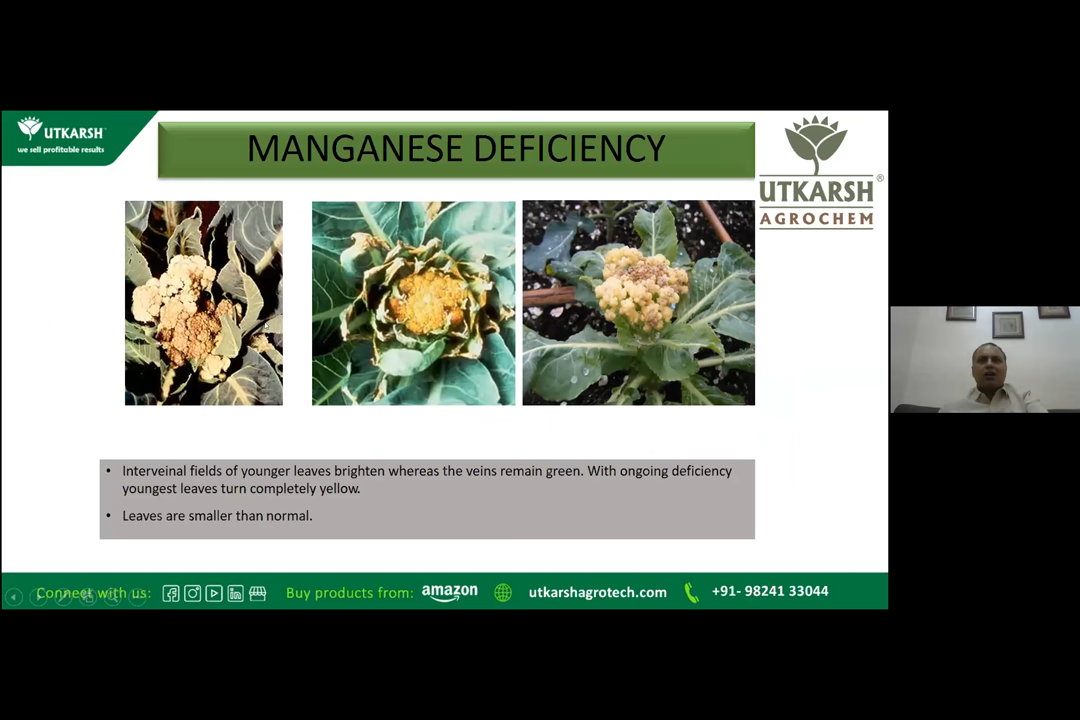 UTKARSH
we sell profitable results
MANGANESE DEFICIENCY
UTKARSH®
AGROCHEM
• Interveinal fields of younger leaves brighten whereas the veins remain green. With ongoing deficiency
youngest leaves turn completely yellow.
• Leaves are smaller than normal.
Connect with us: Buy products from: amazon utkarshagrotech.com +91- 98241 33044